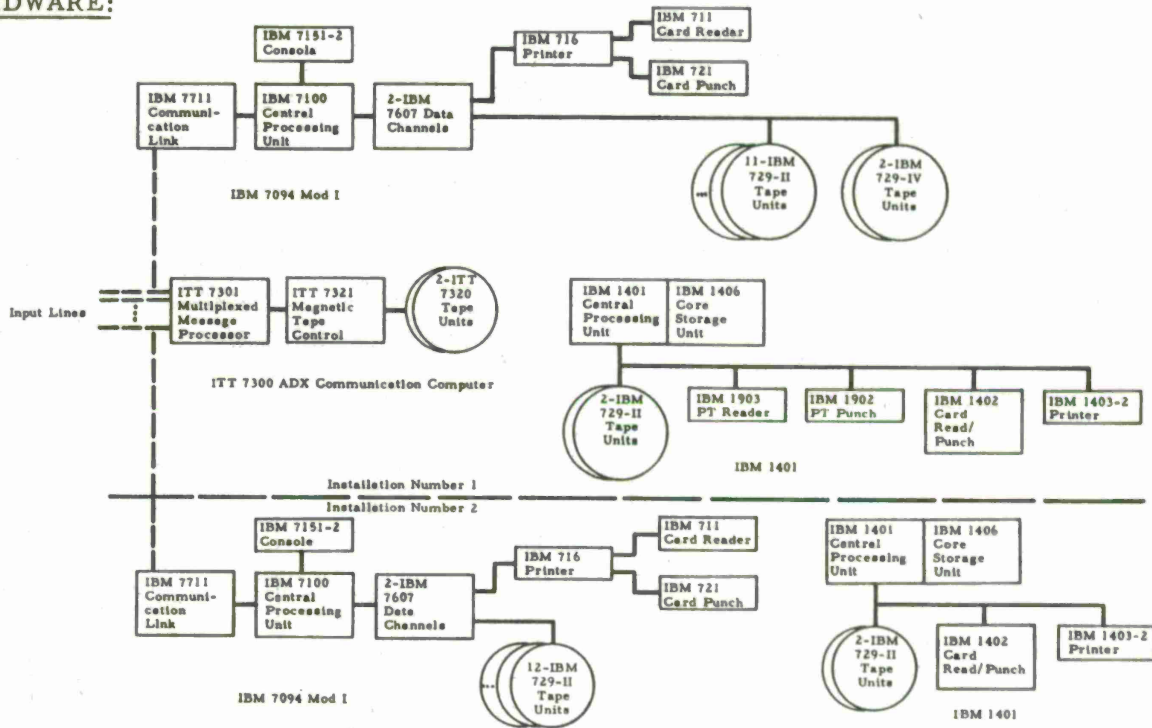 DWARE:
IBM 7151-2
Consola
IBM 716
Printer
IBM 711
Card Readar
IBM 721
Card Punch
IBM 7711
Communi-
cation
Link
IBM 7100
Central
Processing
Unit
2-IBM
7607 Data
Channels
11-IBM
729-II
Tape
Units
2-IBM
729-IV
Tape
Units
IBM 7094 Mod I
Input Lines
ITT 7301
Multiplexed
Message
Processor
ITT 7321
Magnetic
Tape
Control
2-ITT
7320
Tape
Units
ITT 7300 ADX Communication Computer
IBM 1401
Central
Processing
Unit
IBM 1406
Core
Storage
Unit
2-IBM
729-II
Tape
Units
IBM 1903
PT Reader
IBM 1902
PT Punch
IBM 1402
Card
Read/
Punch
IBM 1403-2
Printer
IBM 1401
Installation Number 1
Installation Number 2
IBM 7151-2
Console
IBM 716
Printer
IBM 711
Card Reader
IBM 721
Card Punch
IBM 7711
Communi-
cation
Link
IBM 7100
Central
Processing
Unit
2-IBM
7607
Data
Channels
12-IBM
729-II
Tape
Units
IBM 7094 Mod I
IBM 1401
Central
Processing
Unit
IBM 1406
Core
Storage
Unit
2-IBM
729-II
Tape
Units
IBM 1402
Card
Read/Punch
IBM 1403-2
Printer
IBM 1401